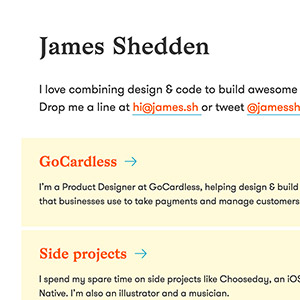 James Shedden
I love combining design & code to build awesome
Drop me a line at hi@james.sh or tweet @jamessh
GoCardless →
I'm a Product Designer at GoCardless, helping design & build
that businesses use to take payments and manage customers
Side projects →
I spend my spare time on side projects like Chooseday, an iOS
Native. I'm also an illustrator and a musician.